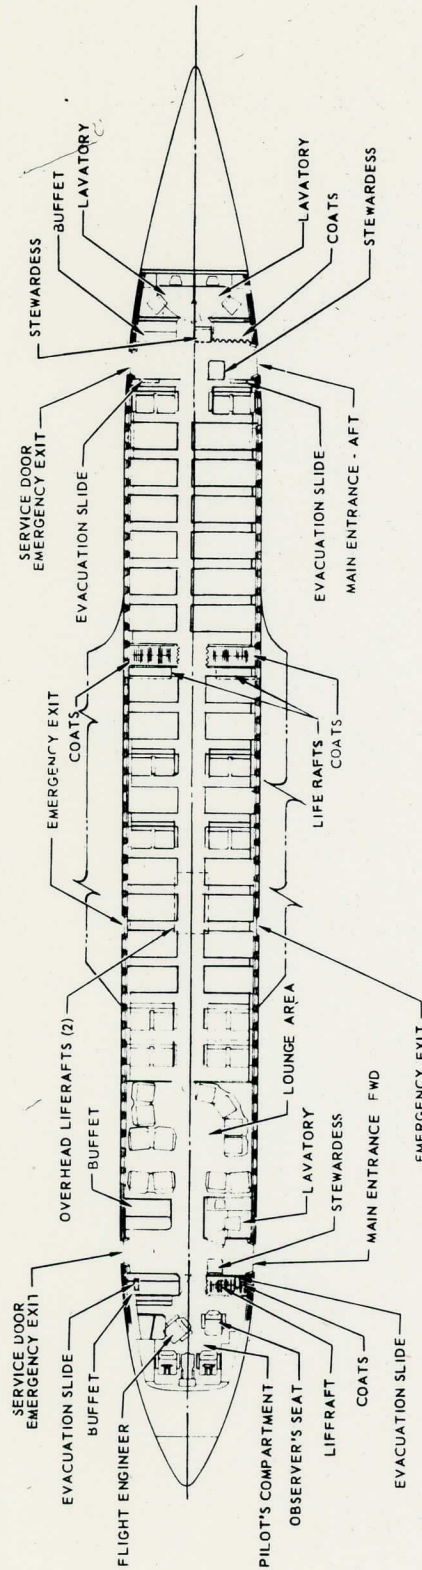 SERVICE DOOR
EMERGENCY EXIT
EVACUATION SLIDE
BUFFET
FLIGHT ENGINEER
OVERHEAD LIFERAFTS (2)
BUFFET
EMERGENCY EXIT
COATS
SERVICE DOOR
EMERGENCY EXIT
EVACUATION SLIDE
STEWARDESS
BUFFET
LAVATORY
PILOT'S COMPARTMENT
OBSERVER'S SEAT
LIFFRAFT
COATS
EVACUATION SLIDE
MAIN ENTRANCE FWD
STEWARDESS
LAVATORY
LOUNGE AREA
EMERGENCY EXIT
LIFE RAFTS
COATS
EVACUATION SLIDE
MAIN ENTRANCE - AFT
STEWARDESS
COATS
LAVATORY